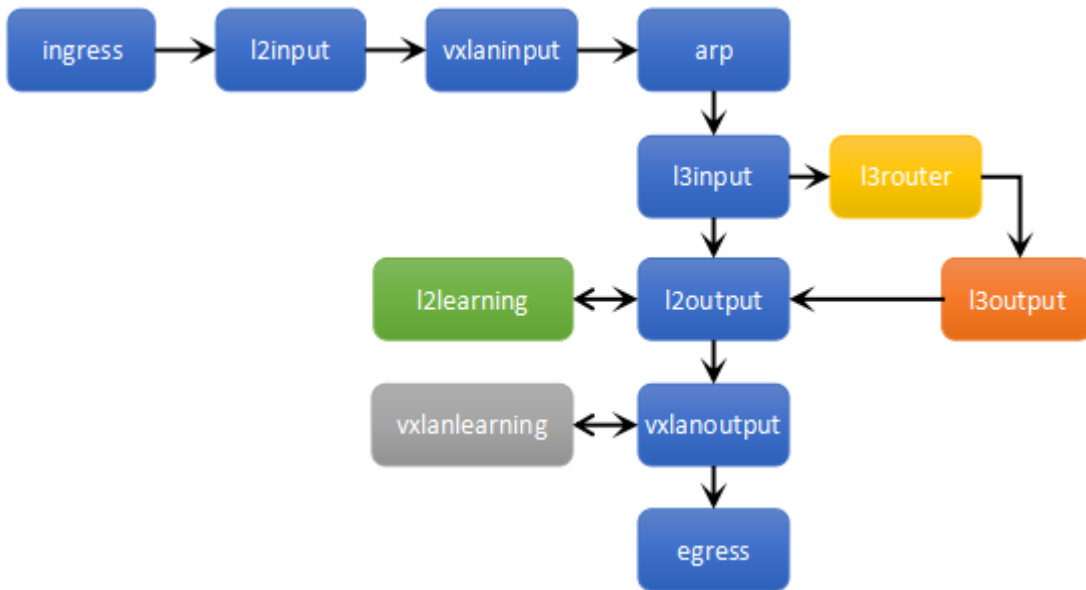 ingress
l2input
vxlaninput
arp
l3input
l3router
l2learning
l2output
l3output
vxlanlearning
vxlanoutput
egress